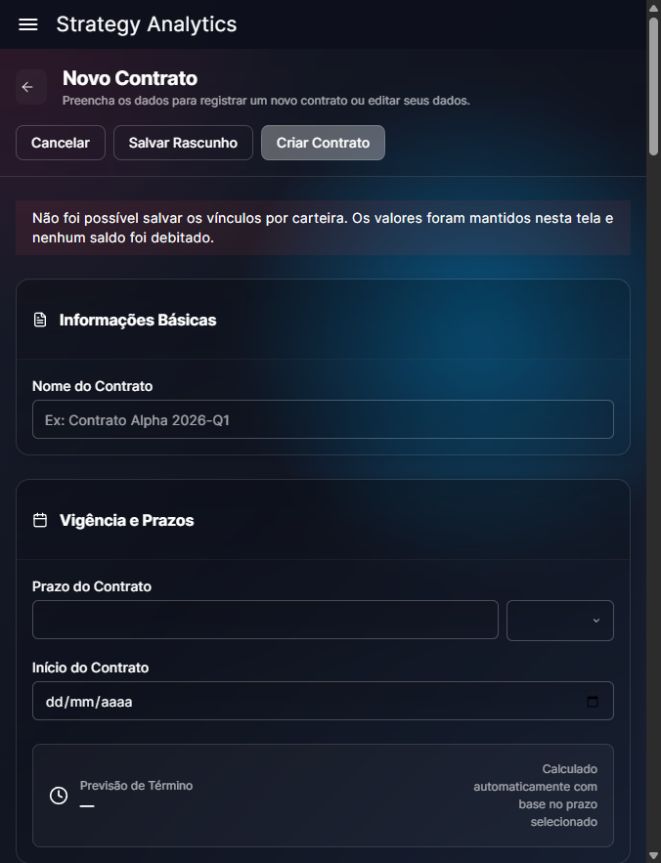 Strategy Analytics
Novo Contrato
Preencha os dados para registrar um novo contrato ou editar seus dados.
Cancelar
Salvar Rascunho
Criar Contrato
Não foi possível salvar os vínculos por carteira. Os valores foram mantidos nesta tela e
nenhum saldo foi debitado.
Informações Básicas
Nome do Contrato
Ex: Contrato Alpha 2026-Q1
Vigência e Prazos
Prazo do Contrato
Início do Contrato
dd/mm/aaaa
Previsão de Término
—
Calculado
automaticamente com
base no prazo
selecionado